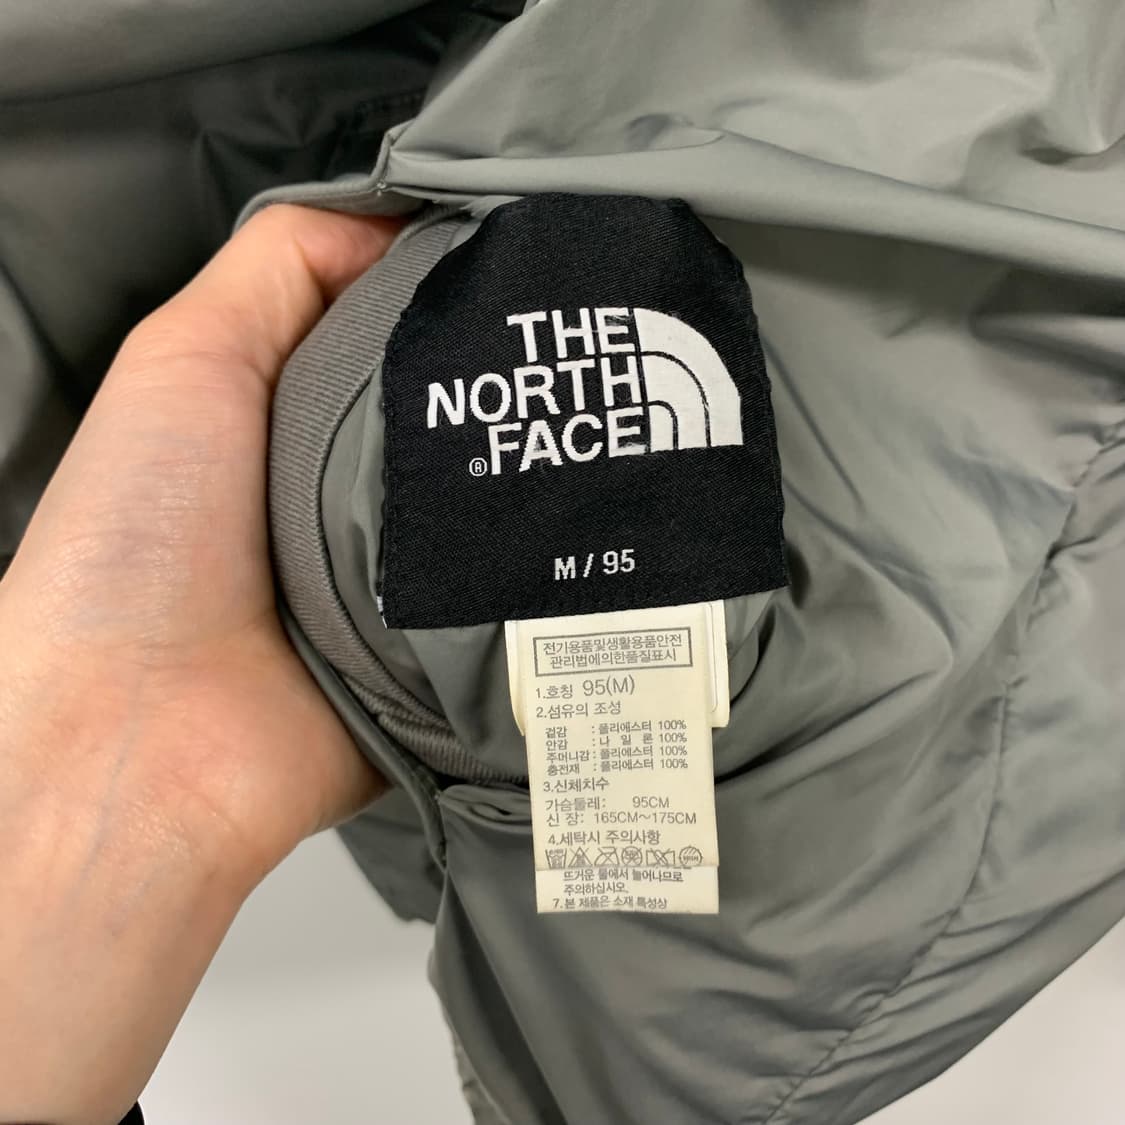 THE
NORTH
FACE
®
M / 95
전기용품및생활용품안전
관리법에의한품질표시
1.호칭 95(M)
2.섬유의 조성
겉감 : 폴리에스터 100%
안감 : 나 일 론 100%
주머니감 : 폴리에스터 100%
충전재 : 폴리에스터 100%
3.신체치수
가슴둘레: 95CM
신 장: 165CM~175CM
4.세탁시 주의사항
뜨거운 물에서 늘어나므로
주의하십시오.
7.본 제품은 소재 특성상